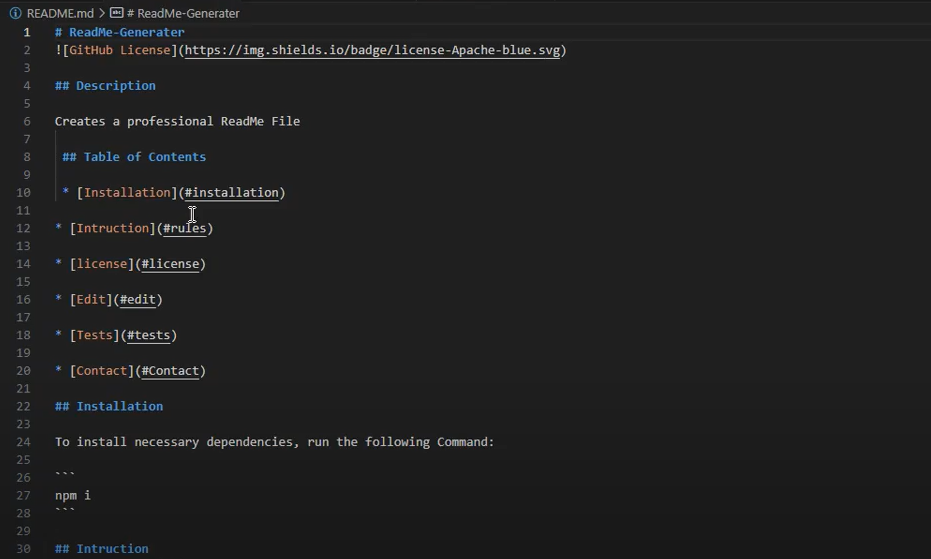 README.md > # ReadMe-Generater
1 # ReadMe-Generater
2 ![GitHub License](https://img.shields.io/badge/license-Apache-blue.svg)
3
4 ## Description
5
6 Creates a professional ReadMe File
7
8 ## Table of Contents
9
10 * [Installation](#installation)
11
12 * [Intruction](#rules)
13
14 * [license](#license)
15
16 * [Edit](#edit)
17
18 * [Tests](#tests)
19
20 * [Contact](#Contact)
21
22 ## Installation
23
24 To install necessary dependencies, run the following Command:
25
26 ```
27 npm i
28 ```
29
30 ## Intruction